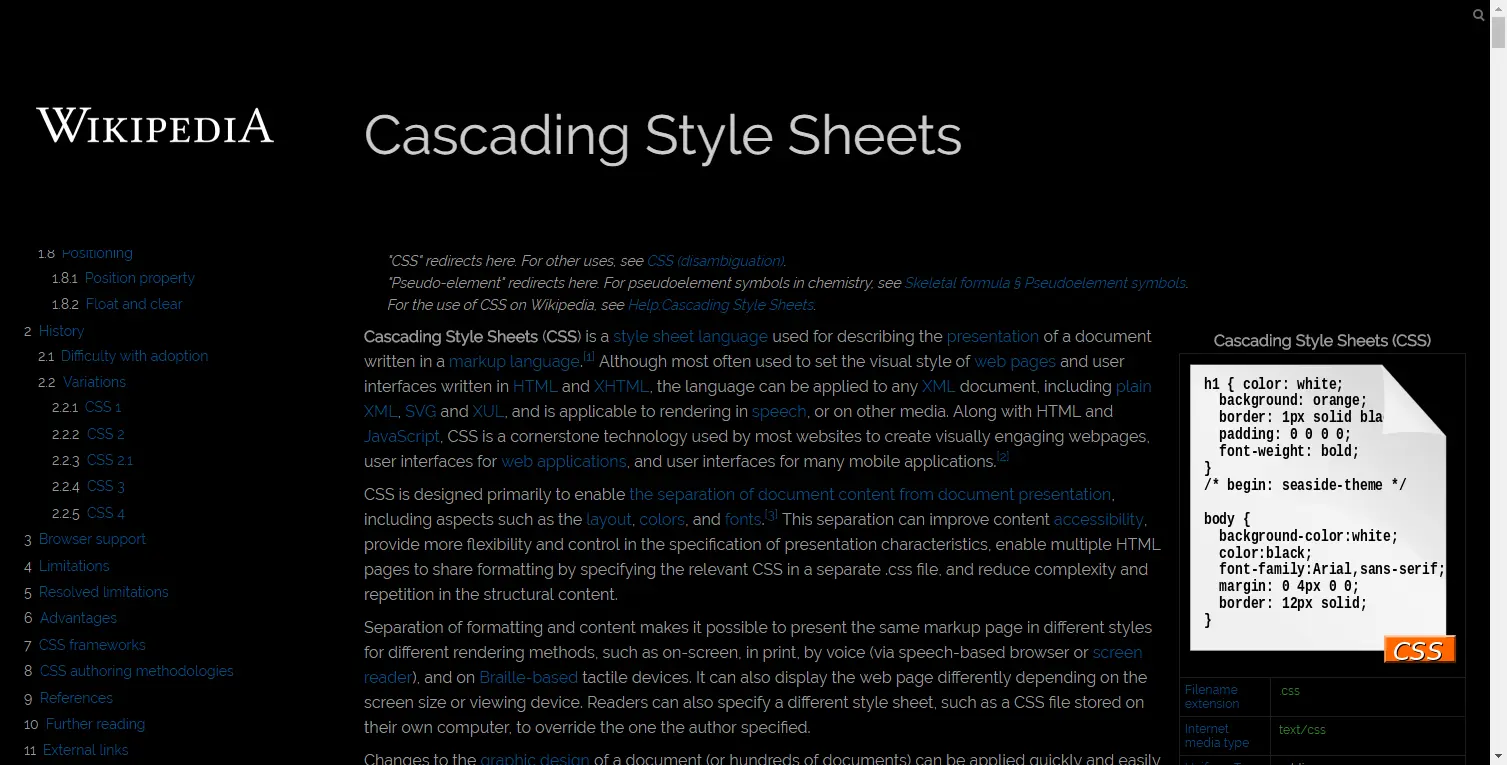 WIKIPEDIA
Cascading Style Sheets
1.8 Positioning
1.8.1 Position property
1.8.2 Float and clear
2 History
2.1 Difficulty with adoption
2.2 Variations
2.2.1 CSS 1
2.2.2 CSS 2
2.2.3 CSS 2.1
2.2.4 CSS 3
2.2.5 CSS 4
3 Browser support
4 Limitations
5 Resolved limitations
6 Advantages
7 CSS frameworks
8 CSS authoring methodologies
9 References
10 Further reading
11 External links
"CSS" redirects here. For other uses, see CSS (disambiguation).
"Pseudo-element" redirects here. For pseudoelement symbols in chemistry, see Skeletal formula § Pseudoelement symbols.
For the use of CSS on Wikipedia, see Help:Cascading Style Sheets.
Cascading Style Sheets (CSS) is a style sheet language used for describing the presentation of a document
written in a markup language.[1] Although most often used to set the visual style of web pages and user
interfaces written in HTML and XHTML, the language can be applied to any XML document, including plain
XML, SVG and XUL, and is applicable to rendering in speech, or on other media. Along with HTML and
JavaScript, CSS is a cornerstone technology used by most websites to create visually engaging webpages,
user interfaces for web applications, and user interfaces for many mobile applications.[2]
CSS is designed primarily to enable the separation of document content from document presentation,
including aspects such as the layout, colors, and fonts.[3] This separation can improve content accessibility,
provide more flexibility and control in the specification of presentation characteristics, enable multiple HTML
pages to share formatting by specifying the relevant CSS in a separate .css file, and reduce complexity and
repetition in the structural content.
Separation of formatting and content makes it possible to present the same markup page in different styles
for different rendering methods, such as on-screen, in print, by voice (via speech-based browser or screen
reader), and on Braille-based tactile devices. It can also display the web page differently depending on the
screen size or viewing device. Readers can also specify a different style sheet, such as a CSS file stored on
their own computer, to override the one the author specified.
Changes to the graphic design of a document (or hundreds of documents) can be applied quickly and easily
Cascading Style Sheets (CSS)
h1 { color: white;
background: orange;
border: 1px solid bla
padding: 0 0 0 0;
font-weight: bold;
}
/* begin: seaside-theme */
body {
background-color:white;
color:black;
font-family:Arial,sans-serif;
margin: 0 4px 0 0;
border: 12px solid;
}
CSS
Filename extension
.css
Internet media type
text/css